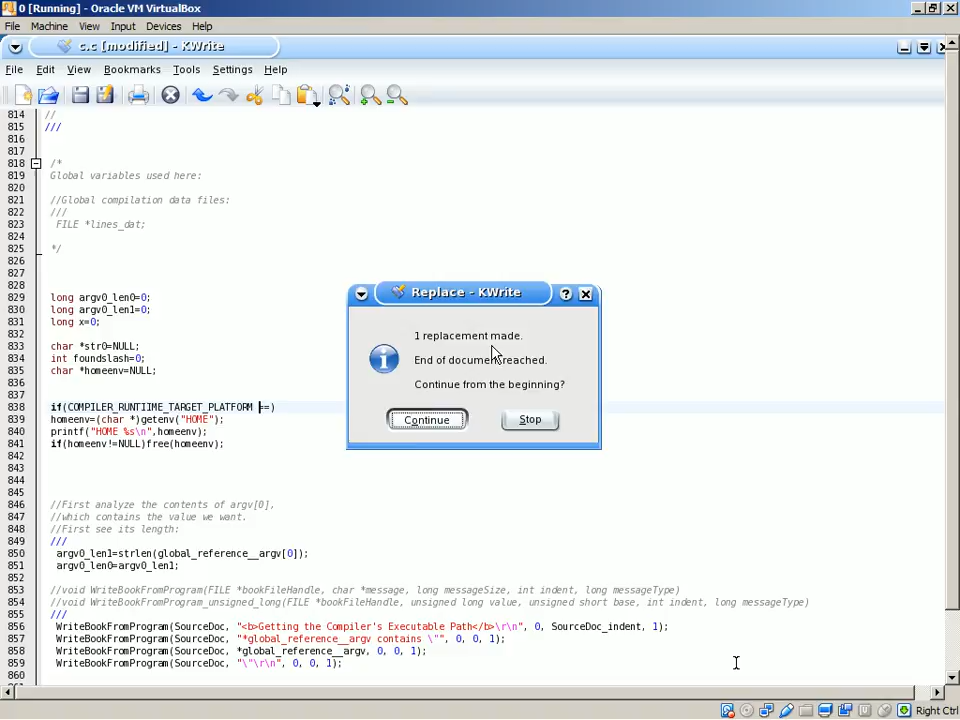 0 [Running] - Oracle VM VirtualBox
File Machine View Input Devices Help
c.c [modified] - KWrite
File Edit View Bookmarks Tools Settings Help
814 //
815 ///
816
817
818 /*
819 Global variables used here:
820
821 //Global compilation data files:
822 ///
823 FILE *lines_dat;
824
825 */
826
827
828
829 long argv0_len0=0;
830 long argv0_len1=0;
831 long x=0;
832
833 char *str0=NULL;
834 int foundslash=0;
835 char *homeenv=NULL;
836
837
838 if(COMPILER_RUNTIIME_TARGET_PLATFORM ==)
839 homeenv=(char *)getenv("HOME");
840 printf("HOME %s\n",homeenv);
841 if(homeenv!=NULL)free(homeenv);
842
843
844
845
846 //First analyze the contents of argv[0],
847 //which contains the value we want.
848 //First see its length:
849 ///
850 argv0_len1=strlen(global_reference__argv[0]);
851 argv0_len0=argv0_len1;
852
853 //void WriteBookFromProgram(FILE *bookFileHandle, char *message, long messageSize, int indent, long messageType)
854 //void WriteBookFromProgram_unsigned_long(FILE *bookFileHandle, unsigned long value, unsigned short base, int indent, long messageType)
855 ///
856 WriteBookFromProgram(SourceDoc, "<b>Getting the Compiler's Executable Path</b>\r\n", 0, SourceDoc_indent, 1);
857 WriteBookFromProgram(SourceDoc, "*global_reference__argv contains \"", 0, 0, 1);
858 WriteBookFromProgram(SourceDoc, *global_reference__argv, 0, 0, 1);
859 WriteBookFromProgram(SourceDoc, "\"\r\n", 0, 0, 1);
860
Replace - KWrite
1 replacement made.
End of document reached.
Continue from the beginning?
Continue Stop
Right Ctrl